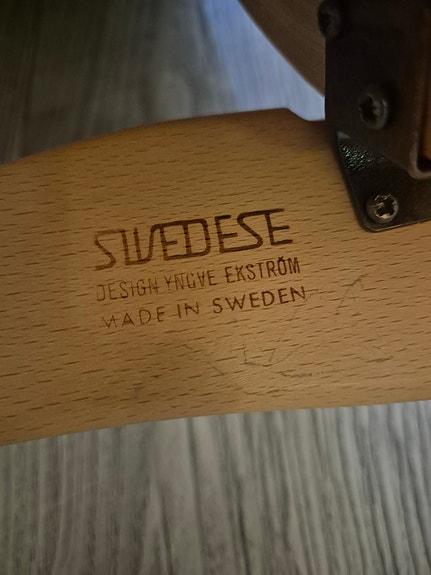 SWEDESE
DESIGN YNGVE EKSTRÖM
MADE IN SWEDEN